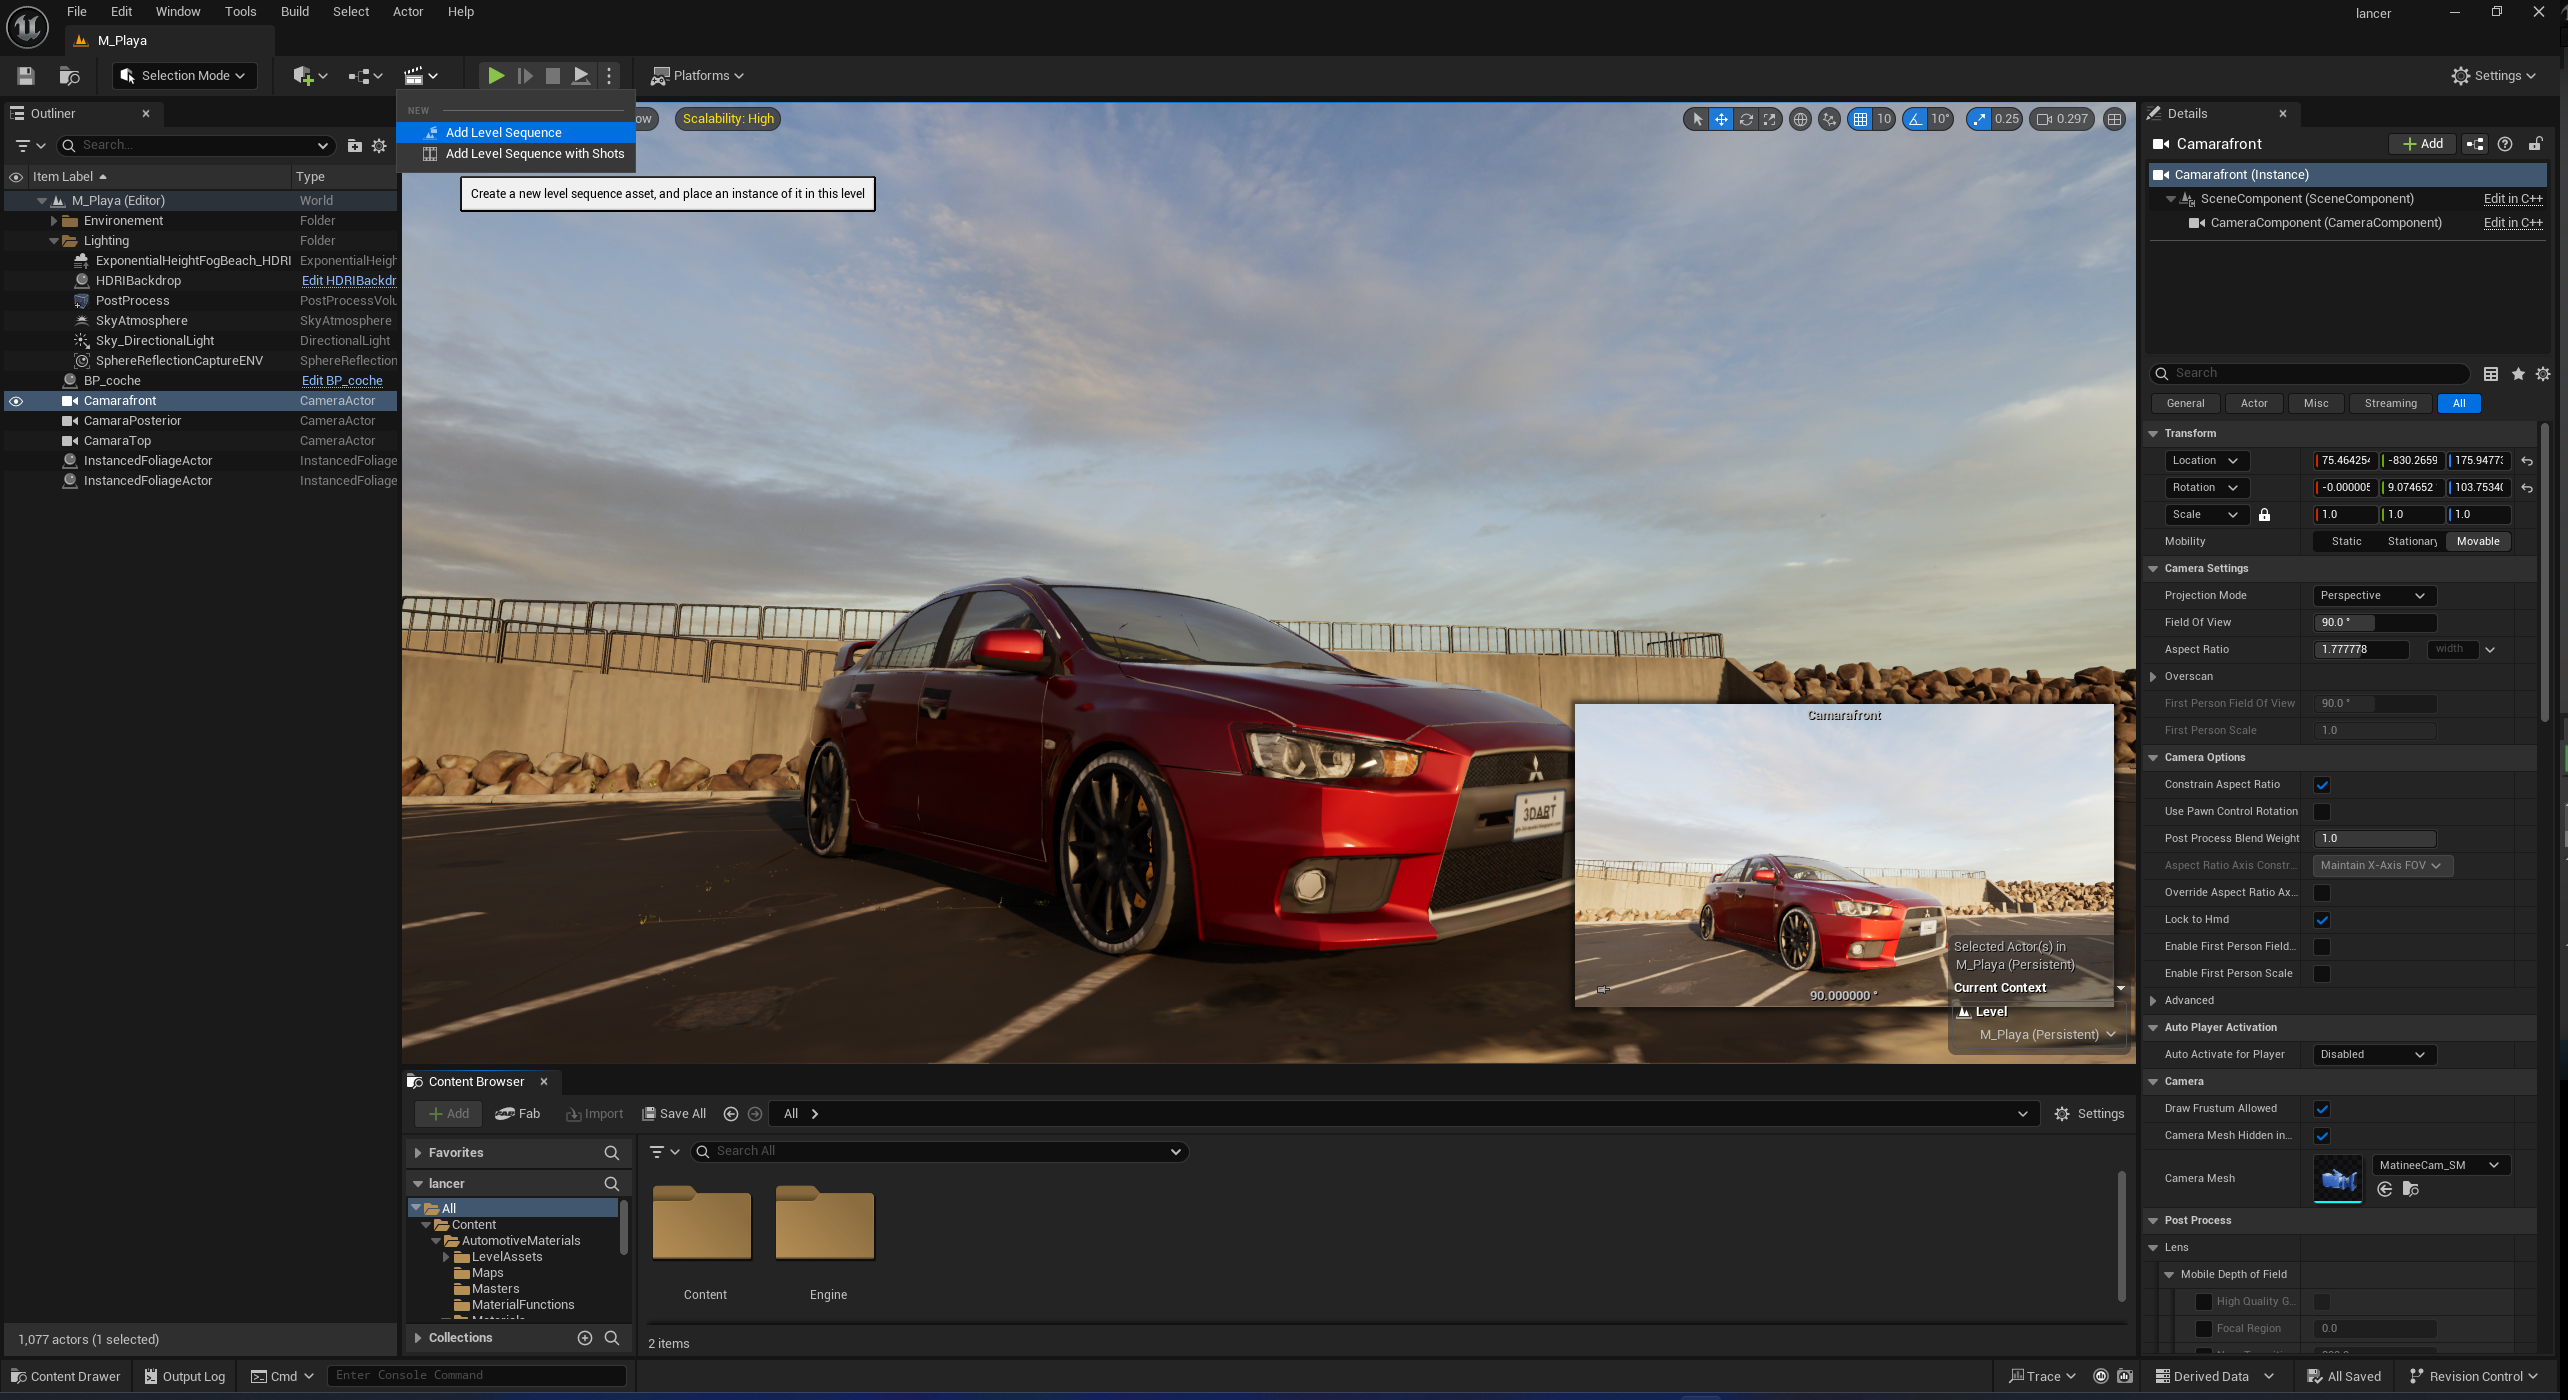 File Edit Window Tools Build Select Actor Help
lancer
M_Playa
Selection Mode
Platforms
Settings
NEW
Add Level Sequence
Add Level Sequence with Shots
Create a new level sequence asset, and place an instance of it in this level
Outliner
Search...
Item Label Type
M_Playa (Editor) World
Environement Folder
Lighting Folder
ExponentialHeightFogBeach_HDRI ExponentialHeigh
HDRIBackdrop Edit HDRIBackdr
PostProcess PostProcessVolu
SkyAtmosphere SkyAtmosphere
Sky_DirectionalLight DirectionalLight
SphereReflectionCaptureENV SphereReflection
BP_coche Edit BP_coche
Camarafront CameraActor
CamaraPosterior CameraActor
CamaraTop CameraActor
InstancedFoliageActor InstancedFoliage
InstancedFoliageActor InstancedFoliage
1,077 actors (1 selected)
ow
Scalability: High
10
10°
0.25
0.297
3DART
Camarafront
90.000000 °
Selected Actor(s) in
M_Playa (Persistent)
Current Context
Level
M_Playa (Persistent)
Content Browser
Add Fab Import Save All All Settings
Favorites
lancer
All
Content
AutomotiveMaterials
LevelAssets
Maps
Masters
MaterialFunctions
Collections
Search All
Content
Engine
2 items
Details
Camarafront
Add
Camarafront (Instance)
SceneComponent (SceneComponent) Edit in C++
CameraComponent (CameraComponent) Edit in C++
Search
General Actor Misc Streaming All
Transform
Location 75.464254 -830.2659 175.94773
Rotation -0.000005 9.074652 103.75340
Scale 1.0 1.0 1.0
Mobility Static Stationary Movable
Camera Settings
Projection Mode Perspective
Field Of View 90.0 °
Aspect Ratio 1.777778 width
Overscan
First Person Field Of View 90.0 °
First Person Scale 1.0
Camera Options
Constrain Aspect Ratio
Use Pawn Control Rotation
Post Process Blend Weight 1.0
Aspect Ratio Axis Constr... Maintain X-Axis FOV
Override Aspect Ratio Ax...
Lock to Hmd
Enable First Person Field...
Enable First Person Scale
Advanced
Auto Player Activation
Auto Activate for Player Disabled
Camera
Draw Frustum Allowed
Camera Mesh Hidden in...
Camera Mesh MatineeCam_SM
Post Process
Lens
Mobile Depth of Field
High Quality G...
Focal Region 0.0
Content Drawer Output Log Cmd Enter Console Command
Trace Derived Data All Saved Revision Control